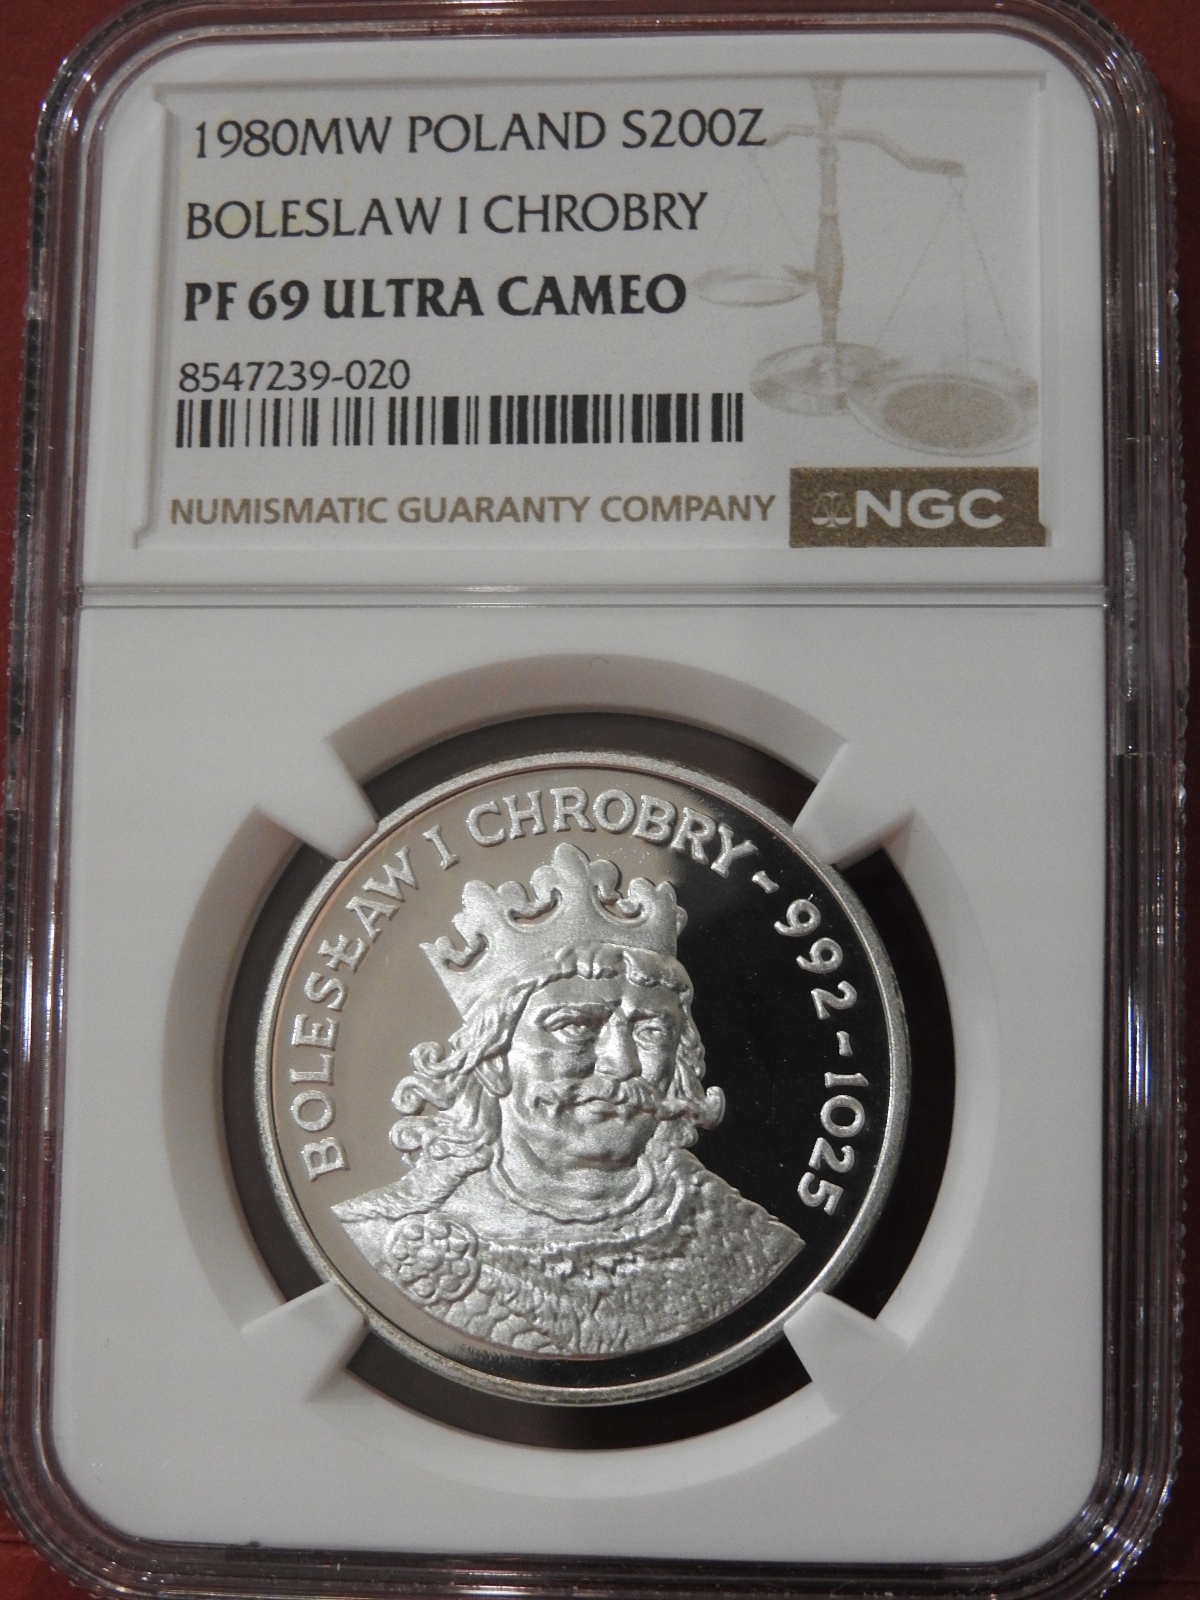 1980MW POLAND S200Z
BOLESLAW I CHROBRY
PF 69 ULTRA CAMEO
8547239-020
NUMISMATIC GUARANTY COMPANY
NGC
BOLESŁAW I CHROBRY - 992-1025